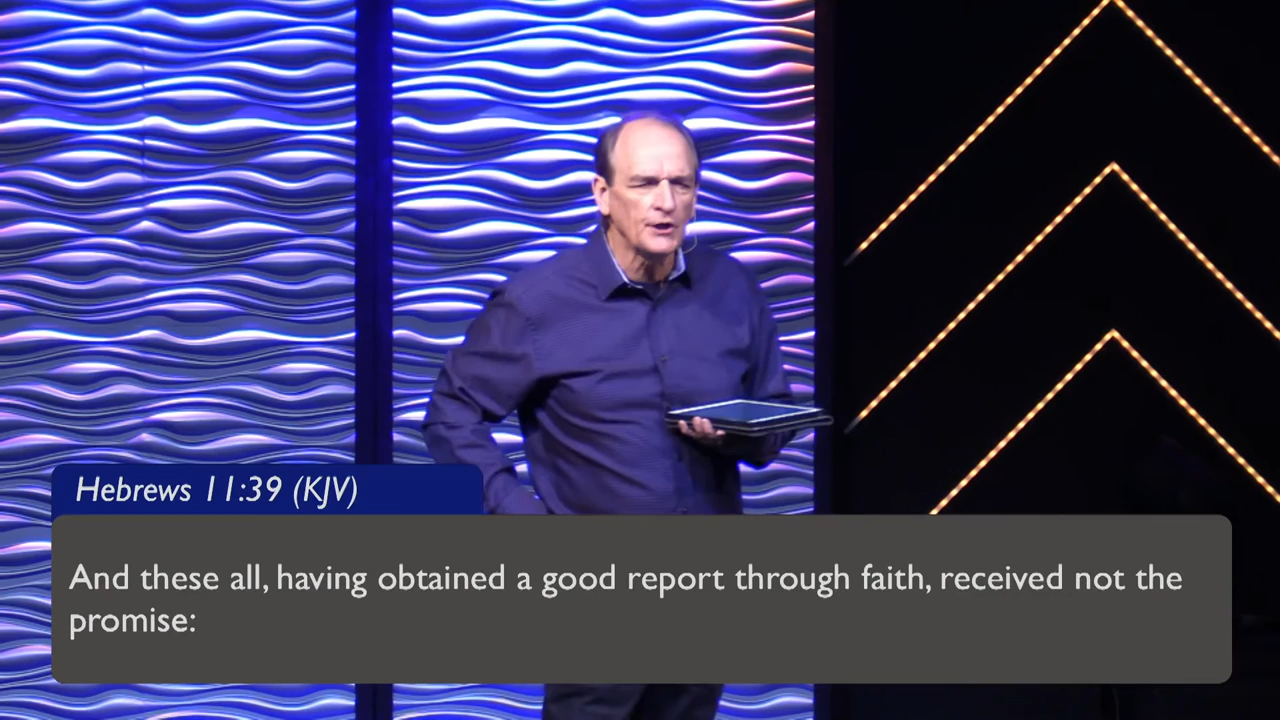 Hebrews 11:39 (KJV)
And these all, having obtained a good report through faith, received not the
promise: